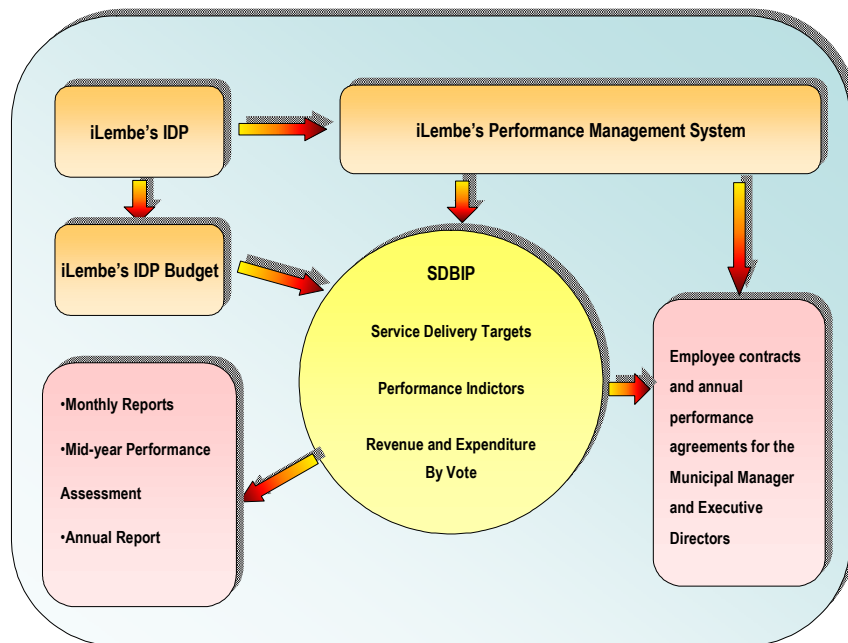 iLembe's IDP
iLembe's Performance Management System
iLembe's IDP Budget
SDBIP
Service Delivery Targets
Performance Indictors
Revenue and Expenditure
By Vote
•Monthly Reports
•Mid-year Performance
Assessment
•Annual Report
Employee contracts
and annual
performance
agreements for the
Municipal Manager
and Executive
Directors